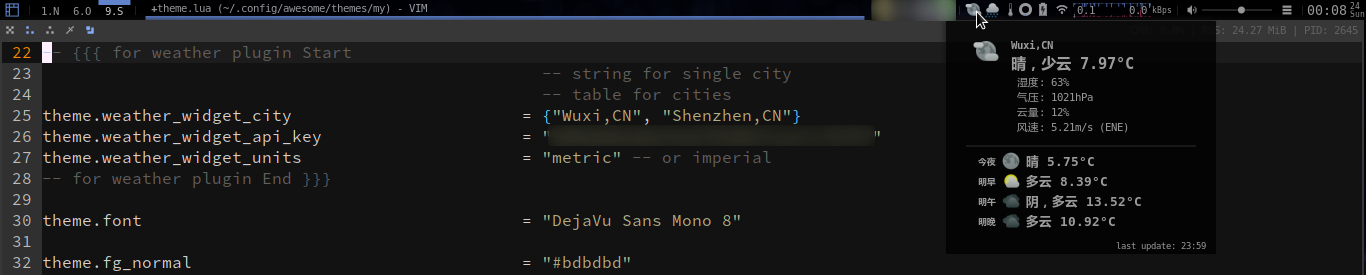 1.N 6.O 9.S +theme.lua (~/.config/awesome/themes/my) - VIM 0.1 0.0 kBps 00:08 24 Sun
S: 24.27 MiB | PID: 2645
22 -- {{{ for weather plugin Start
23 -- string for single city
24 -- table for cities
25 theme.weather_widget_city = {"Wuxi,CN", "Shenzhen,CN"}
26 theme.weather_widget_api_key = " "
27 theme.weather_widget_units = "metric" -- or imperial
28 -- for weather plugin End }}}
29
30 theme.font = "DejaVu Sans Mono 8"
31
32 theme.fg_normal = "#bdbdbd"
Wuxi,CN
晴，少云 7.97°C
湿度: 63%
气压: 1021hPa
云量: 12%
风速: 5.21m/s (ENE)
今夜 晴 5.75°C
明早 多云 8.39°C
明午 阴，多云 13.52°C
明晚 多云 10.92°C
last update: 23:59